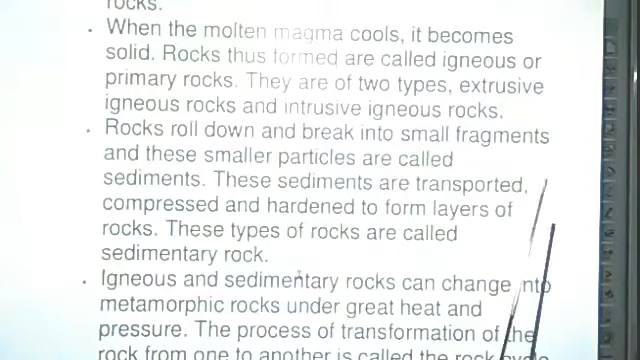 rocks.
• When the molten magma cools, it becomes
solid. Rocks thus formed are called igneous or
primary rocks. They are of two types, extrusive
igneous rocks and intrusive igneous rocks.
• Rocks roll down and break into small fragments
and these smaller particles are called
sediments. These sediments are transported,
compressed and hardened to form layers of
rocks. These types of rocks are called
sedimentary rock.
• Igneous and sedimentary rocks can change into
metamorphic rocks under great heat and
pressure. The process of transformation of the
rock from one to another is called the rock cycle